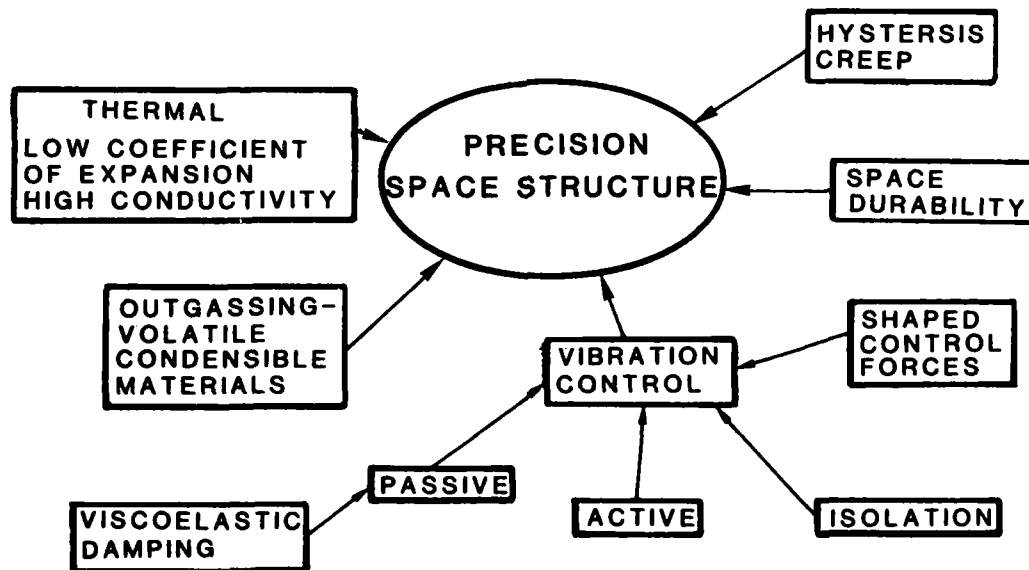 HYSTERSIS
CREEP
THERMAL
LOW COEFFICIENT
OF EXPANSION
HIGH CONDUCTIVITY
PRECISION
SPACE STRUCTURE
SPACE
DURABILITY
OUTGASSING-
VOLATILE
CONDENSIBLE
MATERIALS
VIBRATION
CONTROL
SHAPED
CONTROL
FORCES
PASSIVE
ACTIVE
ISOLATION
VISCOELASTIC
DAMPING